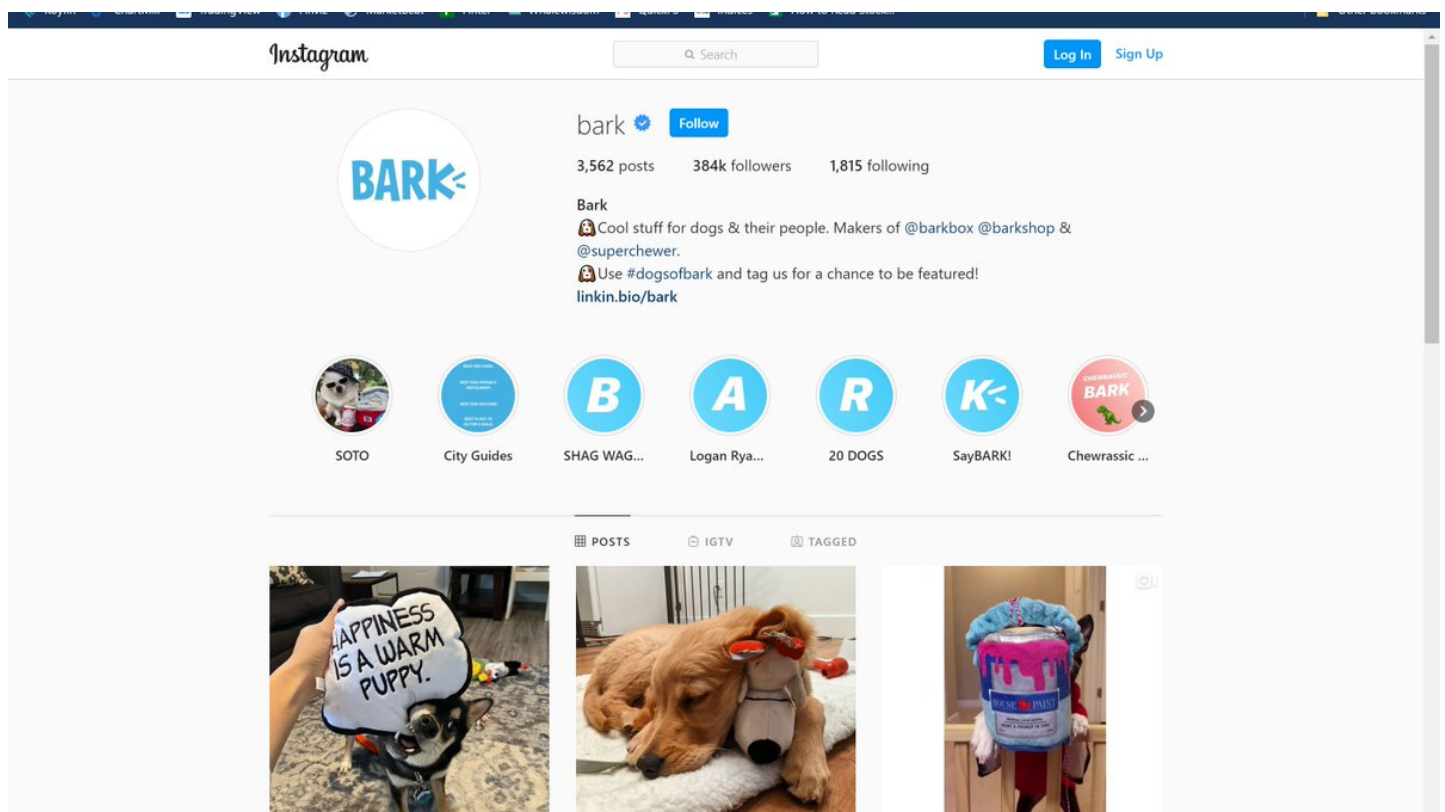 Other Bookmarks
Instagram
Search
Log In
Sign Up
BARK
bark
Follow
3,562 posts
384k followers
1,815 following
Bark
Cool stuff for dogs & their people. Makers of @barkbox @barkshop &
@superchewer.
Use #dogsofbark and tag us for a chance to be featured!
linkin.bio/bark
B
A
R
K
CHEWRASSIC
BARK
SOTO
City Guides
SHAG WAG...
Logan Rya...
20 DOGS
SayBARK!
Chewrassic ...
POSTS
IGTV
TAGGED
HAPPINESS
IS A WARM
PUPPY.
HOUSE PAINT